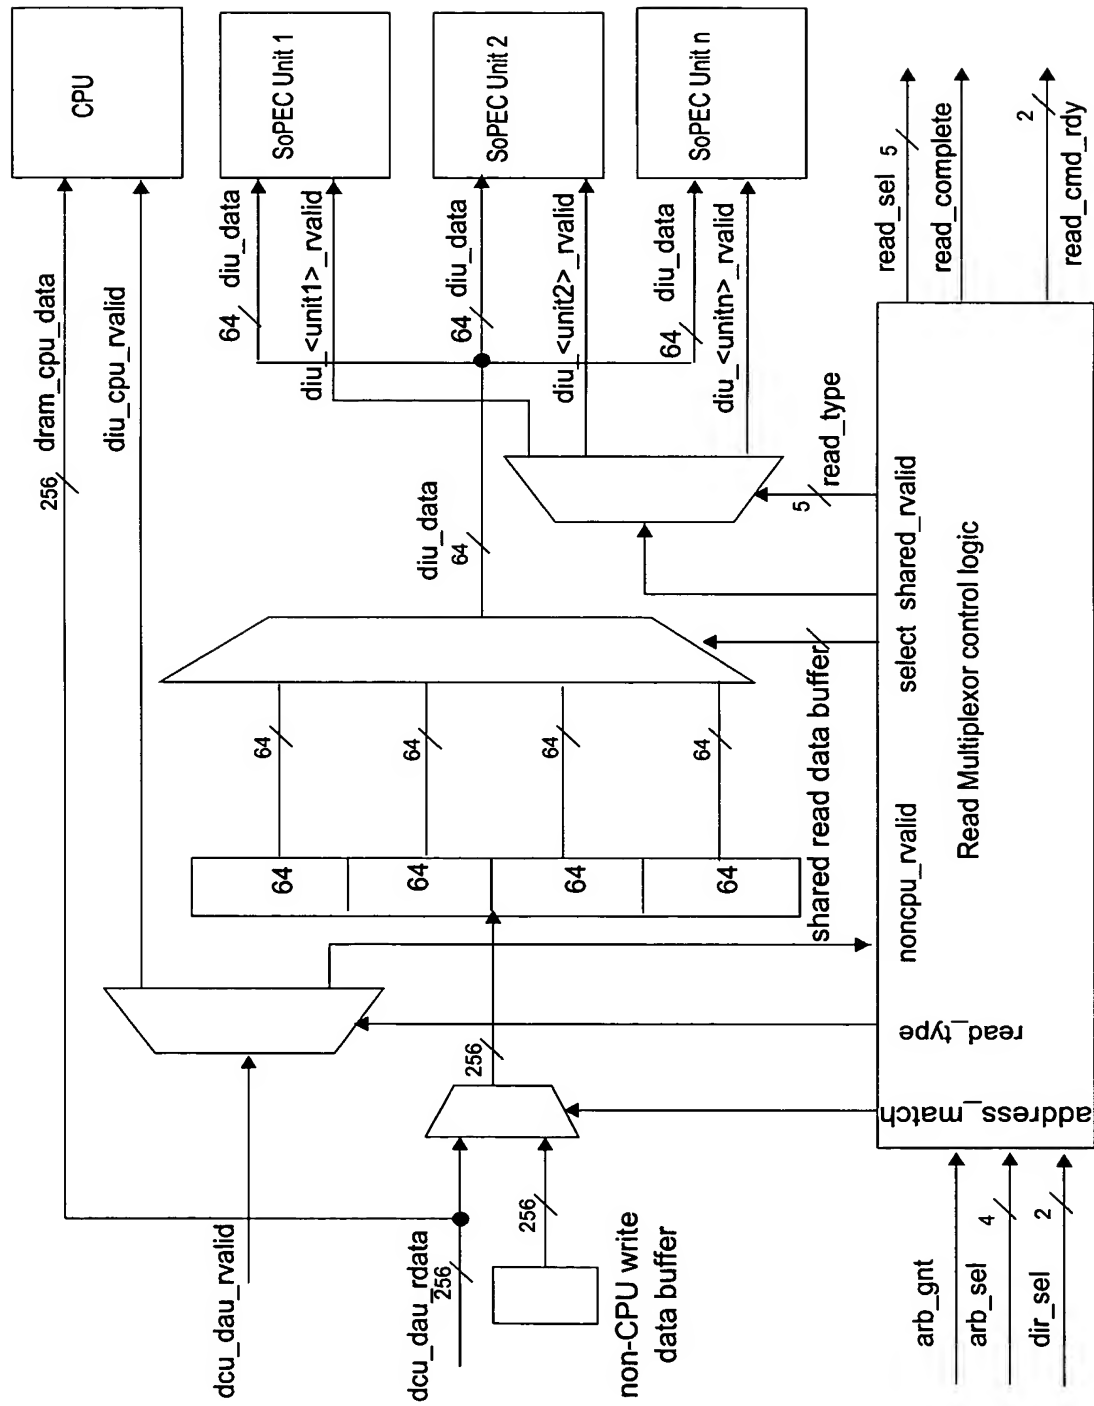 CPU
SoPEC Unit 1
SoPEC Unit 2
SoPEC Unit n
256
dram_cpu_data
diu_cpu_rvalid
64
diu_data
diu_<unit1>_rvalid
64
diu_data
diu_<unit2>_rvalid
64
diu_data
diu_<unitn>_rvalid
diu_data
64
5
read_type
64
64
64
64
64
64
64
64
shared read data buffer
256
dcu_dau_rvalid
dcu_dau_rdata
256
256
non-CPU write
data buffer
address_match
read_type
noncpu_rvalid
select
shared_rvalid
Read Multiplexor control logic
arb_gnt
arb_sel
4
dir_sel
2
read_sel
5
read_complete
2
read_cmd_rdy